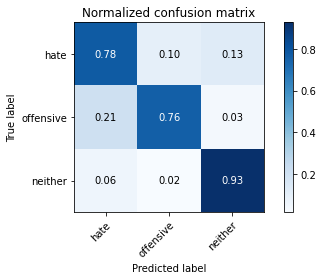 Normalized confusion matrix
True label
hate
offensive
neither
0.78 0.10 0.13
0.21 0.76 0.03
0.06 0.02 0.93
hate
offensive
neither
Predicted label
0.8
0.6
0.4
0.2